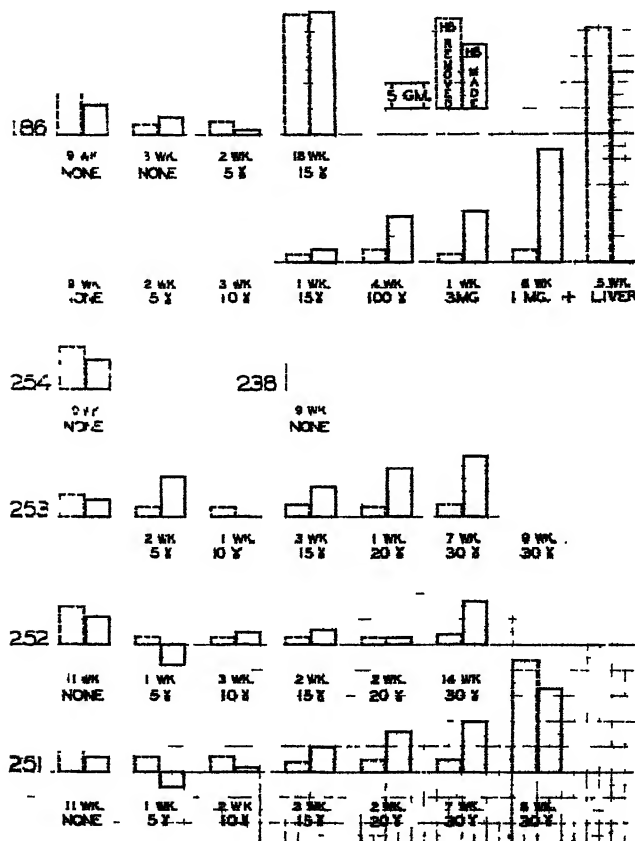 5 GM.
HB REMOVED
HB MADE
186
9 WK 3 WK. 2 WK. 18 WK.
NONE NONE 5 ɣ 15 ɣ
9 WK 2 WK. 3 WK. 1 WK. 4 WK. 1 WK. 6 WK. 5 WK.
NONE 5 ɣ 10 ɣ 15 ɣ 100 ɣ 3MG 1 MG. + LIVER
254
238
9 WK 9 WK.
NONE NONE
253
2 WK 1 WK. 3 WK. 1 WK. 7 WK. 9 WK.
5 ɣ 10 ɣ 15 ɣ 20 ɣ 30 ɣ 30 ɣ
252
11 WK 1 WK. 3 WK. 2 WK. 2 WK. 14 WK
NONE 5 ɣ 10 ɣ 15 ɣ 20 ɣ 30 ɣ
251
11 WK. 1 WK. 2 WK 3 WK. 2 WK. 7 WK.
NONE 5 ɣ 10 ɣ 15 ɣ 20 ɣ 30 ɣ 30 ɣ